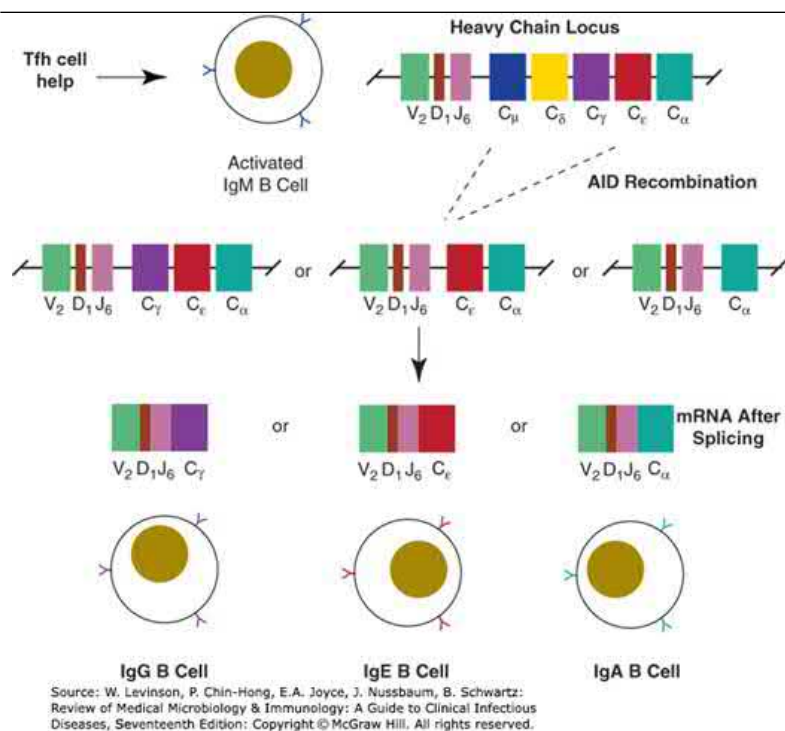 Heavy Chain Locus
Tfh cell
help
V₂ D₁ J₆ Cμ Cδ Cγ Cε Cα
Activated
IgM B Cell
AID Recombination
or
or
V₂ D₁ J₆ Cγ Cε Cα
V₂ D₁ J₆ Cε Cα
V₂ D₁ J₆ Cα
or
or
mRNA After
Splicing
V₂ D₁ J₆ Cγ
V₂ D₁ J₆ Cε
V₂ D₁ J₆ Cα
IgG B Cell
IgE B Cell
IgA B Cell
Source: W. Levinson, P. Chin-Hong, E.A. Joyce, J. Nussbaum, B. Schwartz:
Review of Medical Microbiology & Immunology: A Guide to Clinical Infectious
Diseases, Seventeenth Edition: Copyright © McGraw Hill. All rights reserved.